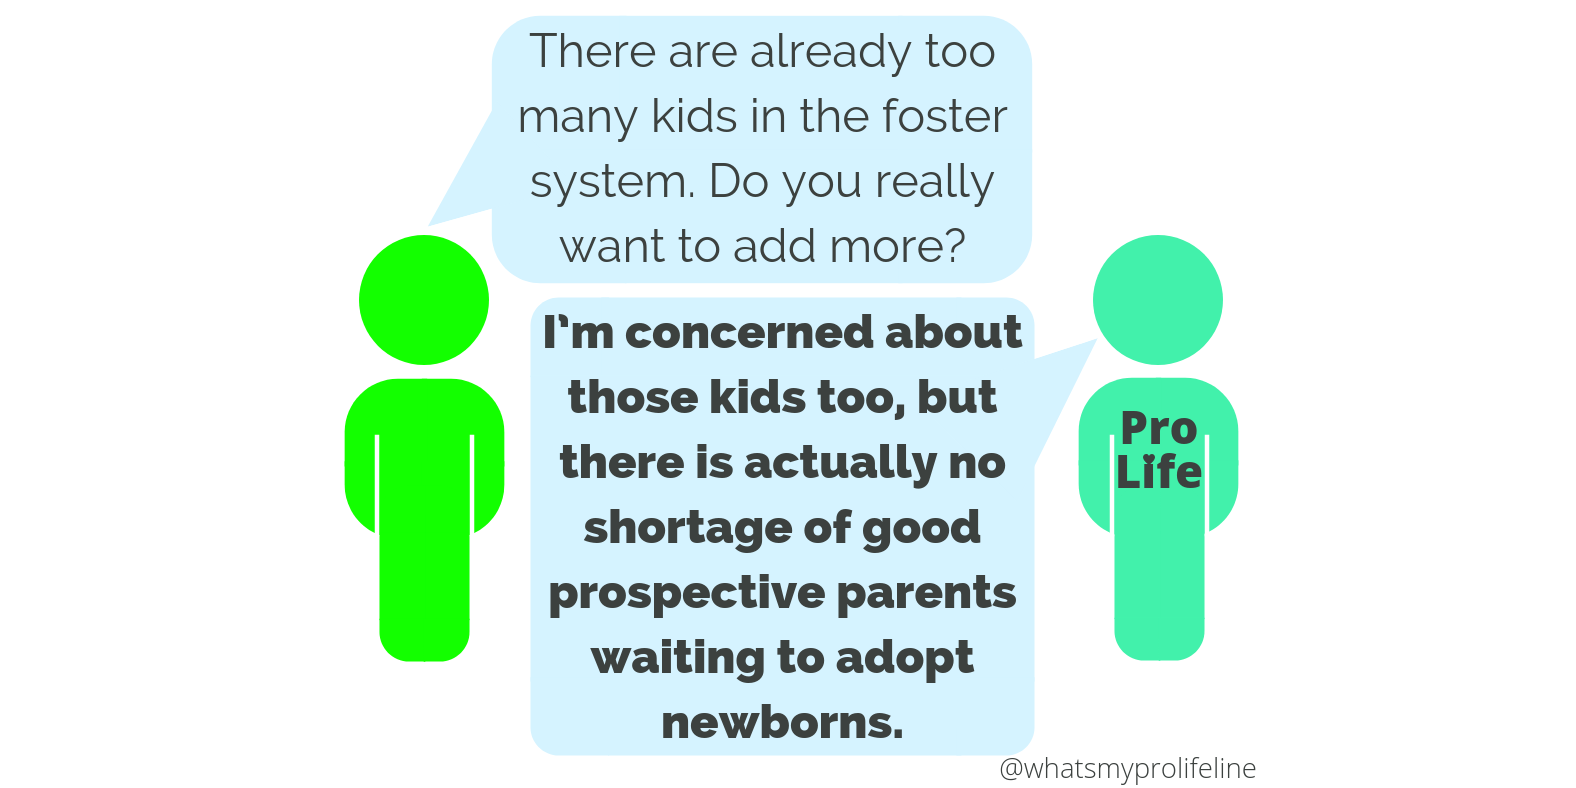 There are already too
many kids in the foster
system. Do you really
want to add more?
I’m concerned about
those kids too, but
there is actually no
shortage of good
prospective parents
waiting to adopt
newborns.
Pro
Life
@whatsmyprolifeline